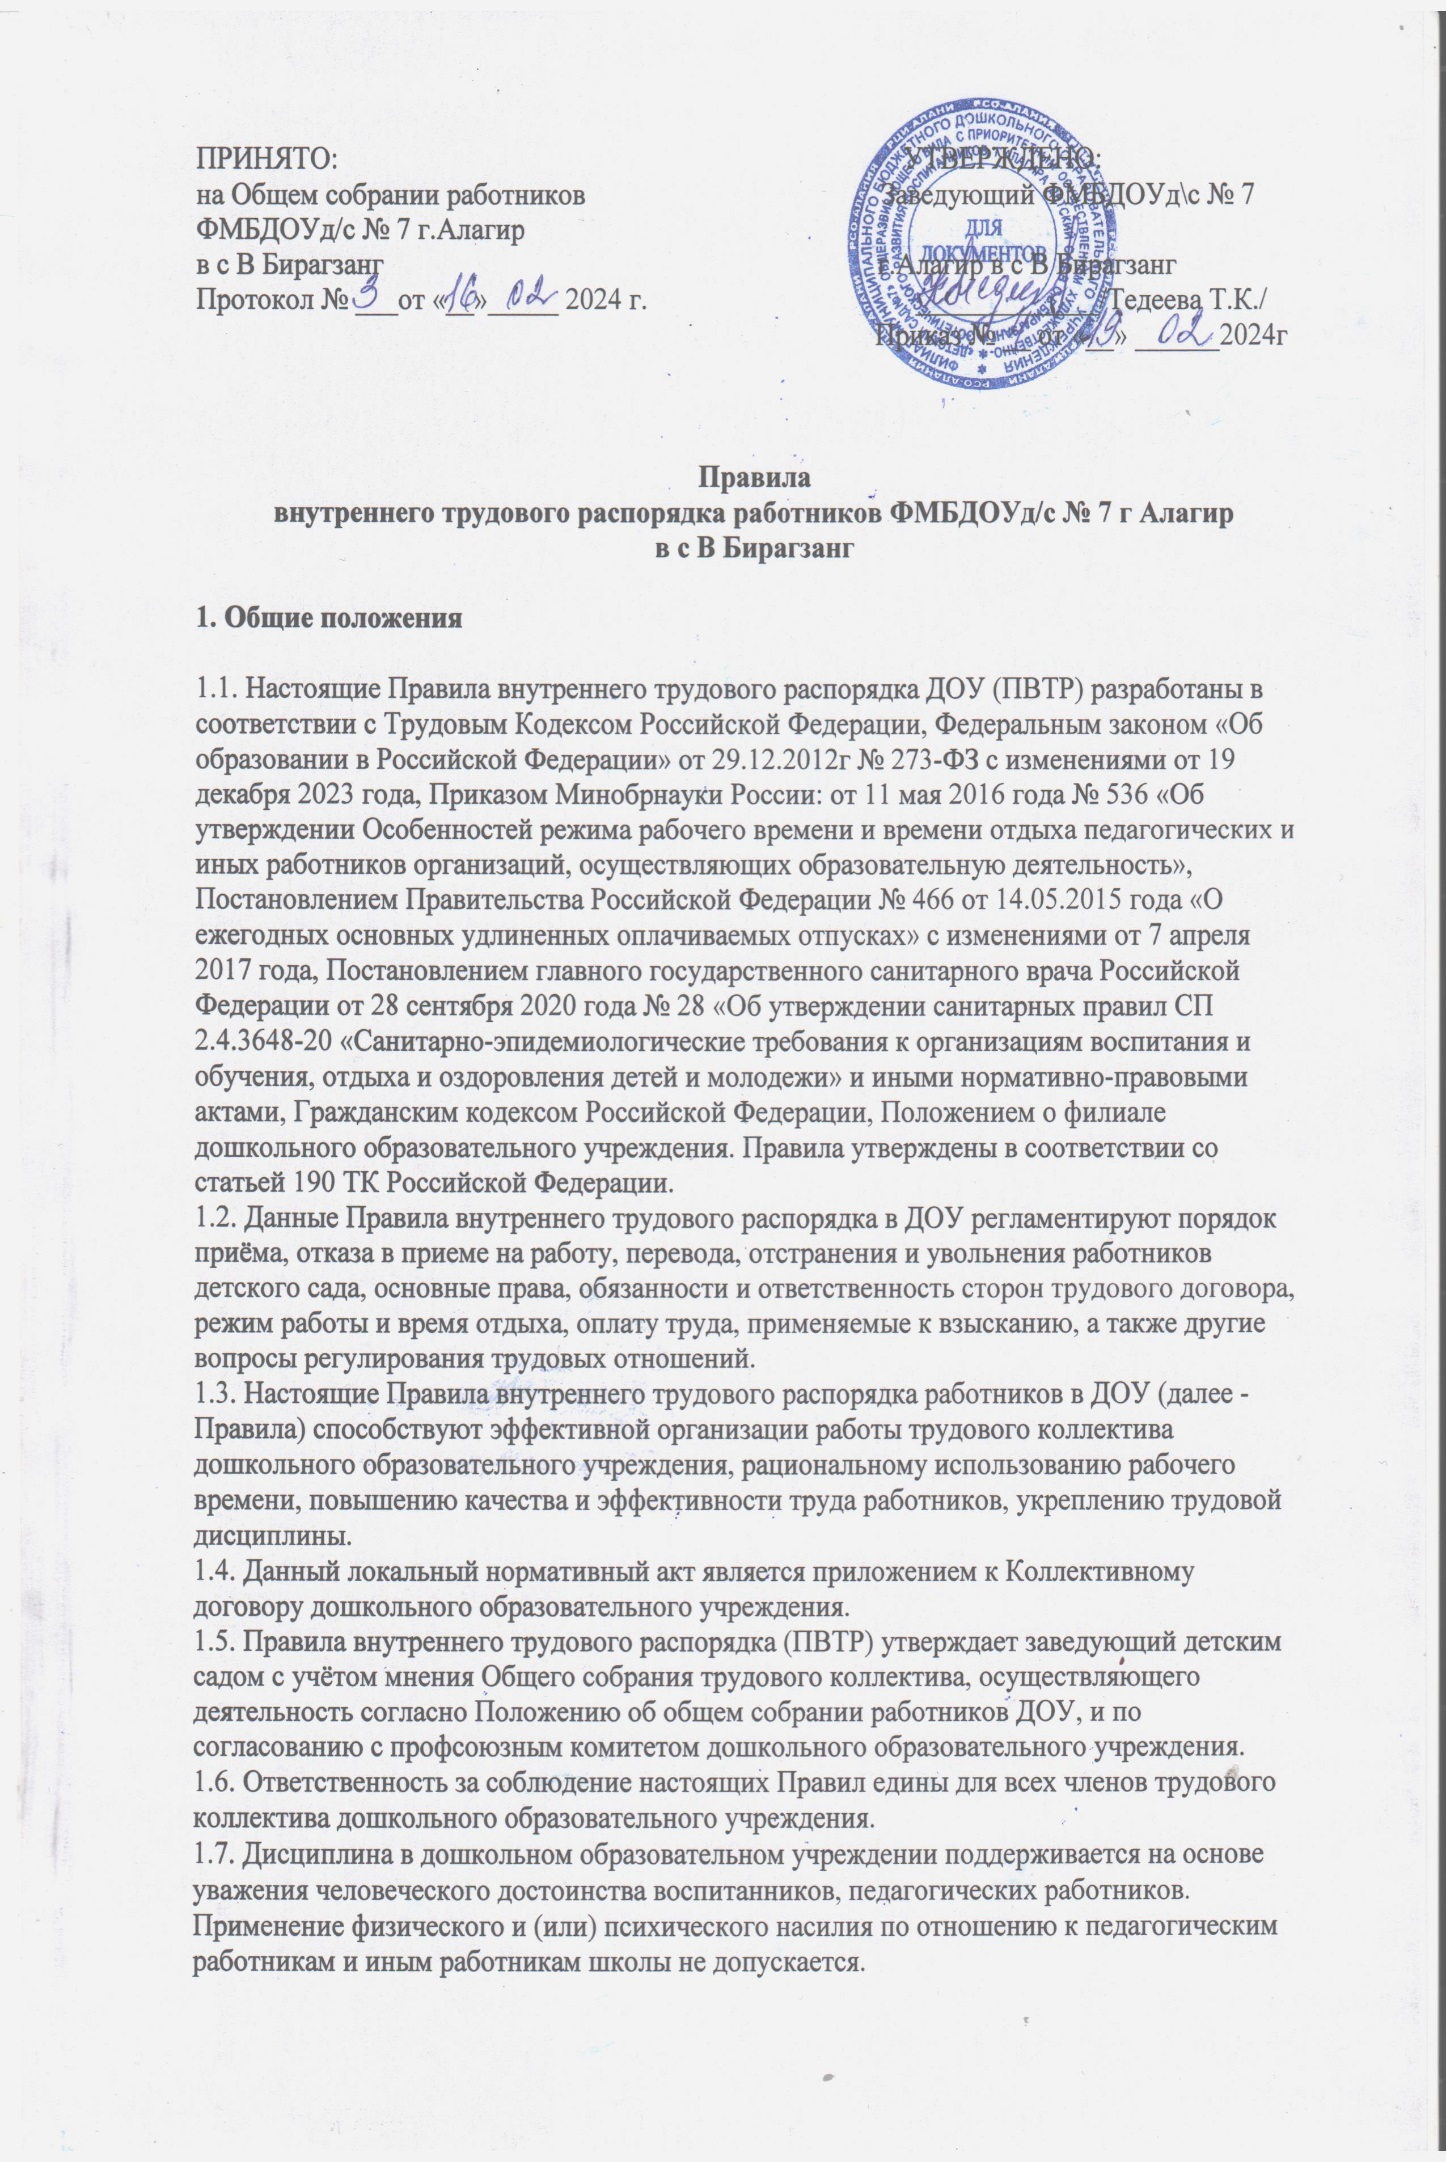 ПРИНЯТО:
на Общем собрании работников
ФМБДОУд/с № 7 г.Алагир
в с В Бирагзанг
Протокол № 3 от «16» 02 2024 г.
УТВЕРЖДЕНО:
Заведующий ФМБДОУд\с № 7
г.Алагир в с В Бирагзанг
/Тедеева Т.К./
Приказ № от «19» 02 2024г
ДЛЯ
ДОКУМЕНТОВ
Правила
внутреннего трудового распорядка работников ФМБДОУд/с № 7 г Алагир
в с В Бирагзанг
1. Общие положения
1.1. Настоящие Правила внутреннего трудового распорядка ДОУ (ПВТР) разработаны в
соответствии с Трудовым Кодексом Российской Федерации, Федеральным законом «Об
образовании в Российской Федерации» от 29.12.2012г № 273-ФЗ с изменениями от 19
декабря 2023 года, Приказом Минобрнауки России: от 11 мая 2016 года № 536 «Об
утверждении Особенностей режима рабочего времени и времени отдыха педагогических и
иных работников организаций, осуществляющих образовательную деятельность»,
Постановлением Правительства Российской Федерации № 466 от 14.05.2015 года «О
ежегодных основных удлиненных оплачиваемых отпусках» с изменениями от 7 апреля
2017 года, Постановлением главного государственного санитарного врача Российской
Федерации от 28 сентября 2020 года № 28 «Об утверждении санитарных правил СП
2.4.3648-20 «Санитарно-эпидемиологические требования к организациям воспитания и
обучения, отдыха и оздоровления детей и молодежи» и иными нормативно-правовыми
актами, Гражданским кодексом Российской Федерации, Положением о филиале
дошкольного образовательного учреждения. Правила утверждены в соответствии со
статьей 190 ТК Российской Федерации.
1.2. Данные Правила внутреннего трудового распорядка в ДОУ регламентируют порядок
приёма, отказа в приеме на работу, перевода, отстранения и увольнения работников
детского сада, основные права, обязанности и ответственность сторон трудового договора,
режим работы и время отдыха, оплату труда, применяемые к взысканию, а также другие
вопросы регулирования трудовых отношений.
1.3. Настоящие Правила внутреннего трудового распорядка работников в ДОУ (далее -
Правила) способствуют эффективной организации работы трудового коллектива
дошкольного образовательного учреждения, рациональному использованию рабочего
времени, повышению качества и эффективности труда работников, укреплению трудовой
дисциплины.
1.4. Данный локальный нормативный акт является приложением к Коллективному
договору дошкольного образовательного учреждения.
1.5. Правила внутреннего трудового распорядка (ПВТР) утверждает заведующий детским
садом с учётом мнения Общего собрания трудового коллектива, осуществляющего
деятельность согласно Положению об общем собрании работников ДОУ, и по
согласованию с профсоюзным комитетом дошкольного образовательного учреждения.
1.6. Ответственность за соблюдение настоящих Правил едины для всех членов трудового
коллектива дошкольного образовательного учреждения.
1.7. Дисциплина в дошкольном образовательном учреждении поддерживается на основе
уважения человеческого достоинства воспитанников, педагогических работников.
Применение физического и (или) психического насилия по отношению к педагогическим
работникам и иным работникам школы не допускается.